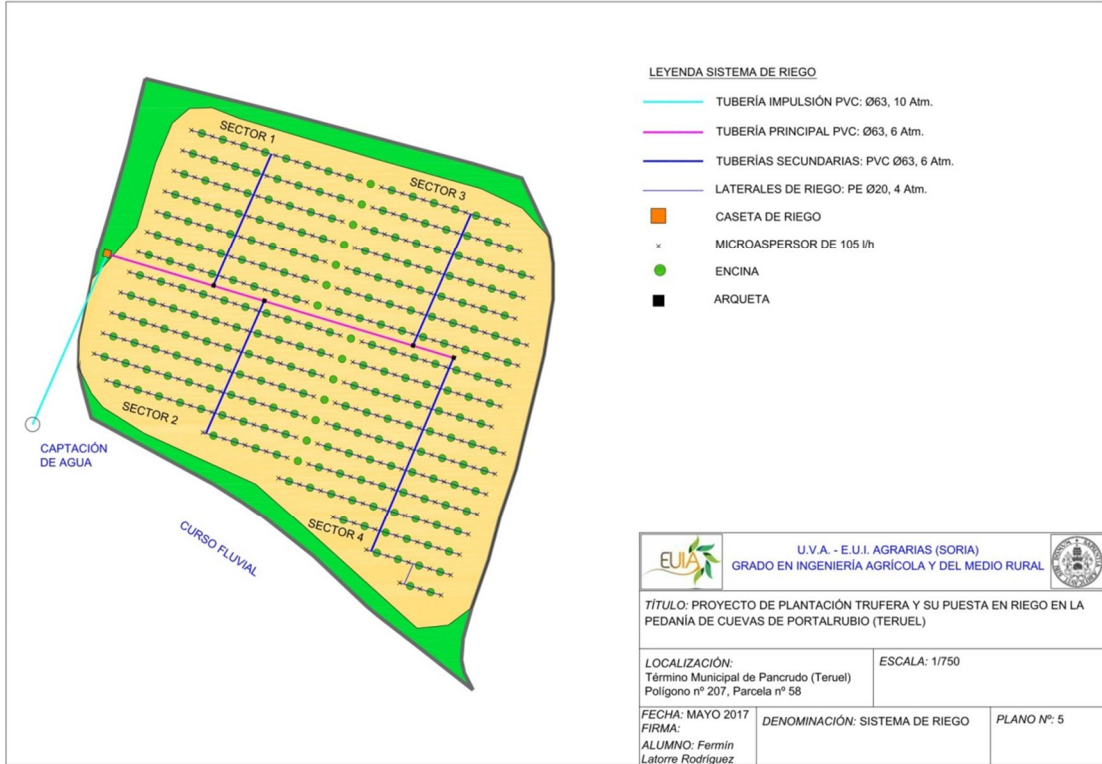 LEYENDA SISTEMA DE RIEGO
TUBERÍA IMPULSIÓN PVC: Ø63, 10 Atm.
TUBERÍA PRINCIPAL PVC: Ø63, 6 Atm.
TUBERÍAS SECUNDARIAS: PVC Ø63, 6 Atm.
LATERALES DE RIEGO: PE Ø20, 4 Atm.
CASETA DE RIEGO
MICROASPERSOR DE 105 l/h
ENCINA
ARQUETA
SECTOR 1
SECTOR 3
SECTOR 2
SECTOR 4
CAPTACIÓN
DE AGUA
CURSO FLUVIAL
EUIA
U.V.A. - E.U.I. AGRARIAS (SORIA)
GRADO EN INGENIERÍA AGRÍCOLA Y DEL MEDIO RURAL
TÍTULO: PROYECTO DE PLANTACIÓN TRUFERA Y SU PUESTA EN RIEGO EN LA
PEDANÍA DE CUEVAS DE PORTALRUBIO (TERUEL)
LOCALIZACIÓN:
Término Municipal de Pancrudo (Teruel)
Polígono nº 207, Parcela nº 58
ESCALA: 1/750
FECHA: MAYO 2017
FIRMA:
ALUMNO: Fermín
Latorre Rodríguez
DENOMINACIÓN: SISTEMA DE RIEGO
PLANO Nº: 5